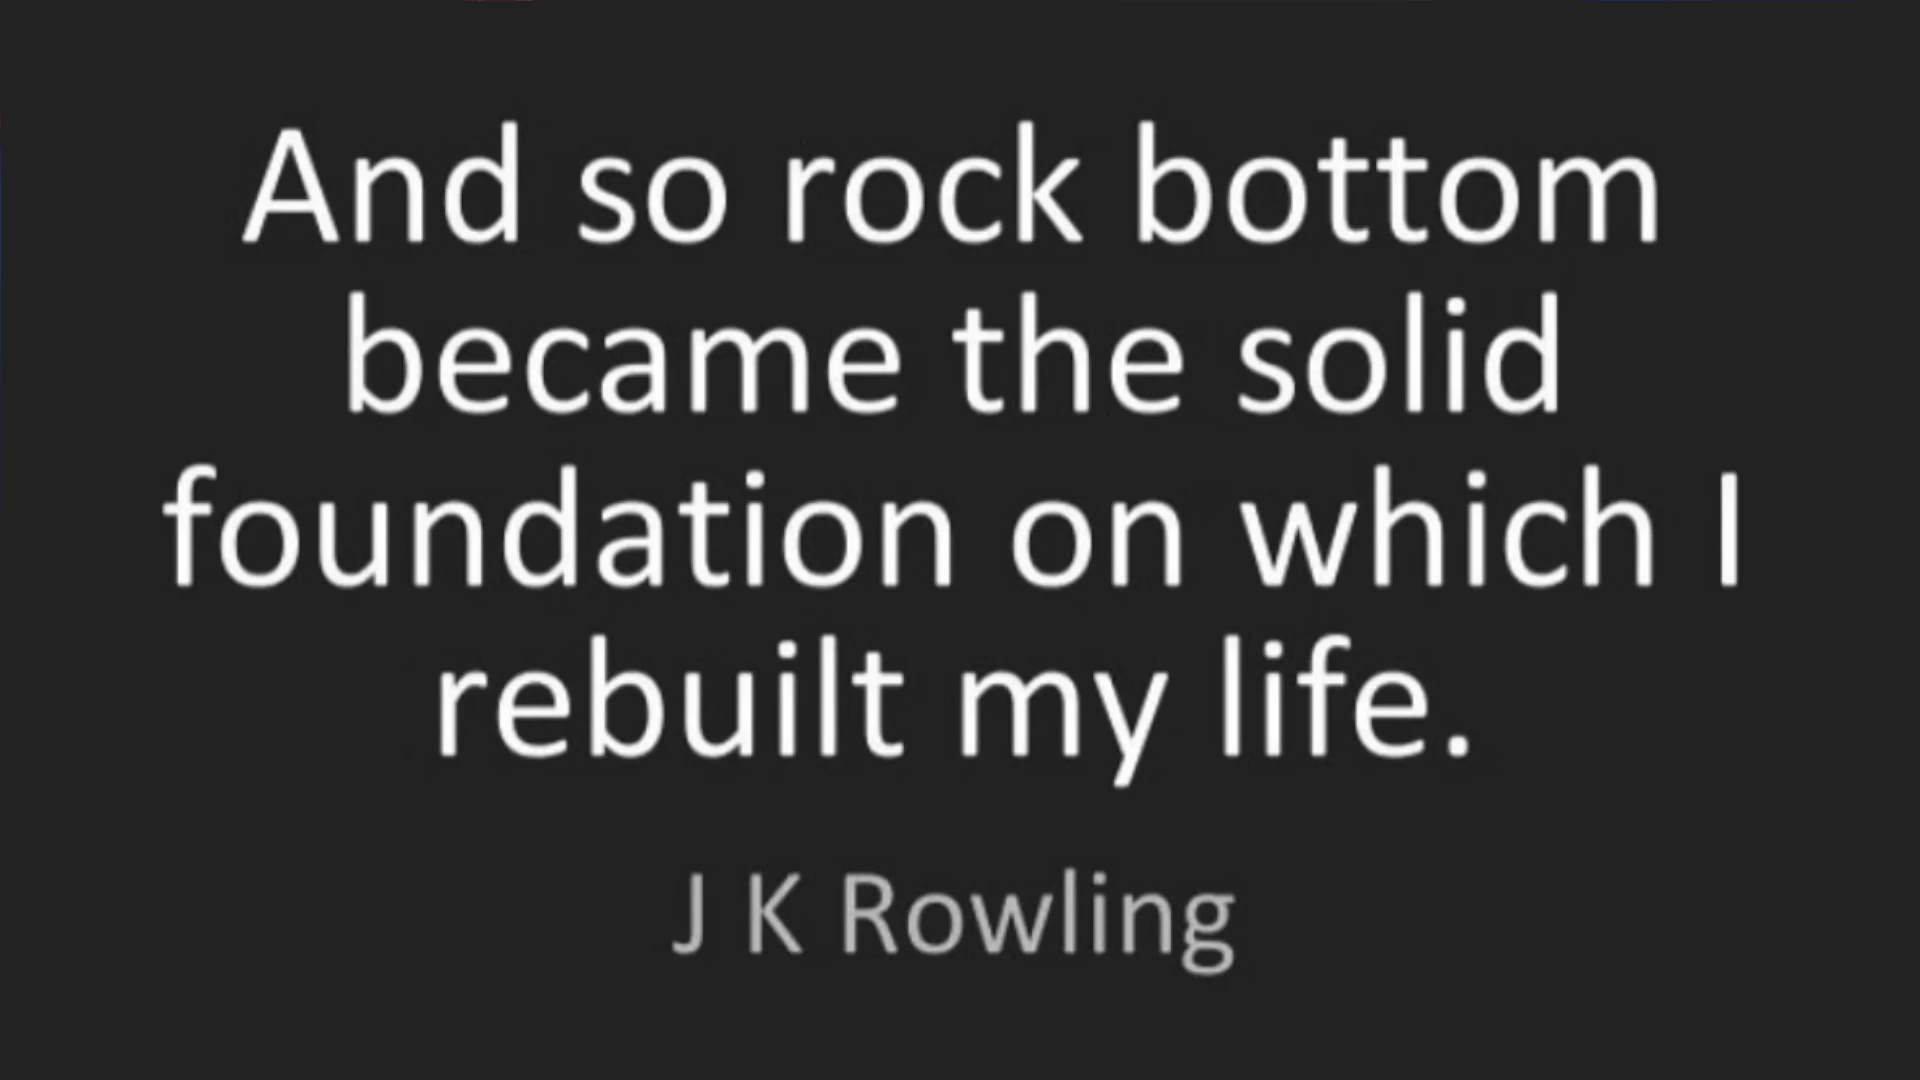 And so rock bottom
became the solid
foundation on which I
rebuilt my life.
J K Rowling